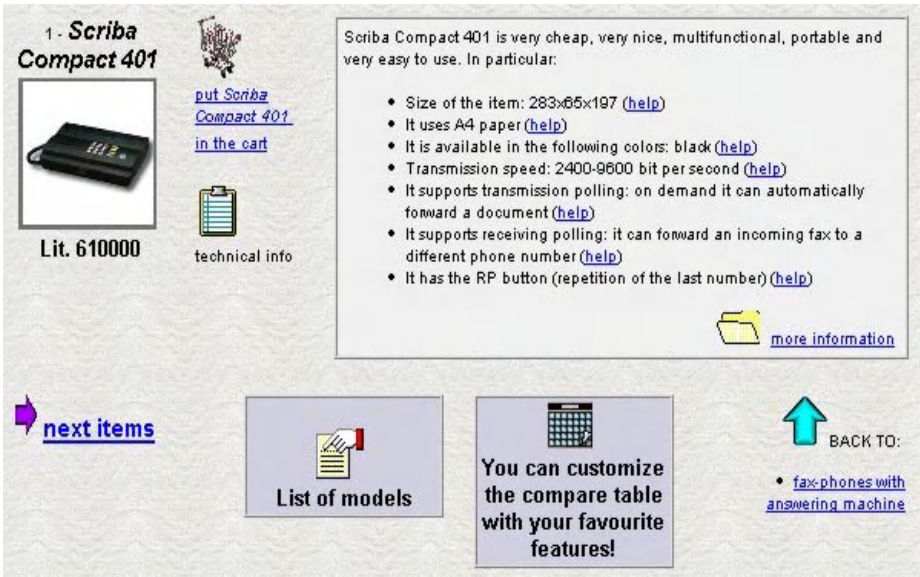 1 - Scriba
Compact 401
Lit. 610000
put Scriba
Compact 401
in the cart
technical info
Scriba Compact 401 is very cheap, very nice, multifunctional, portable and
very easy to use. In particular:
• Size of the item: 283x65x197 (help)
• It uses A4 paper (help)
• It is available in the following colors: black (help)
• Transmission speed: 2400-9600 bit per second (help)
• It supports transmission polling: on demand it can automatically
forward a document (help)
• It supports receiving polling: it can forward an incoming fax to a
different phone number (help)
• It has the RP button (repetition of the last number) (help)
more information
next items
List of models
You can customize
the compare table
with your favourite
features!
BACK TO:
• fax-phones with
answering machine